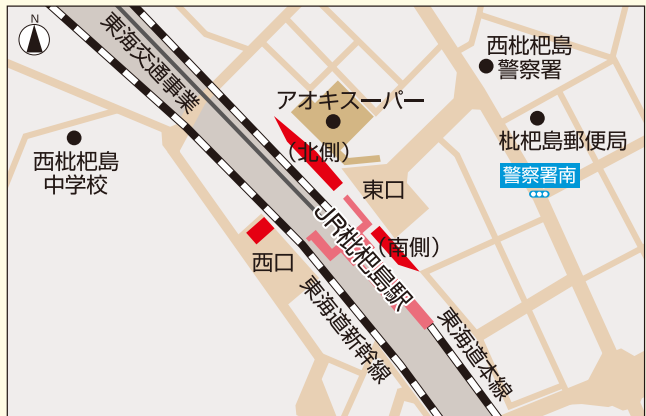 N
東海交通事業
西枇杷島
警察署
アオキスーパー
枇杷島郵便局
(北側)
西枇杷島
中学校
東口
警察署南
JR枇杷島駅
(南側)
西口
東海道新幹線
東海道本線